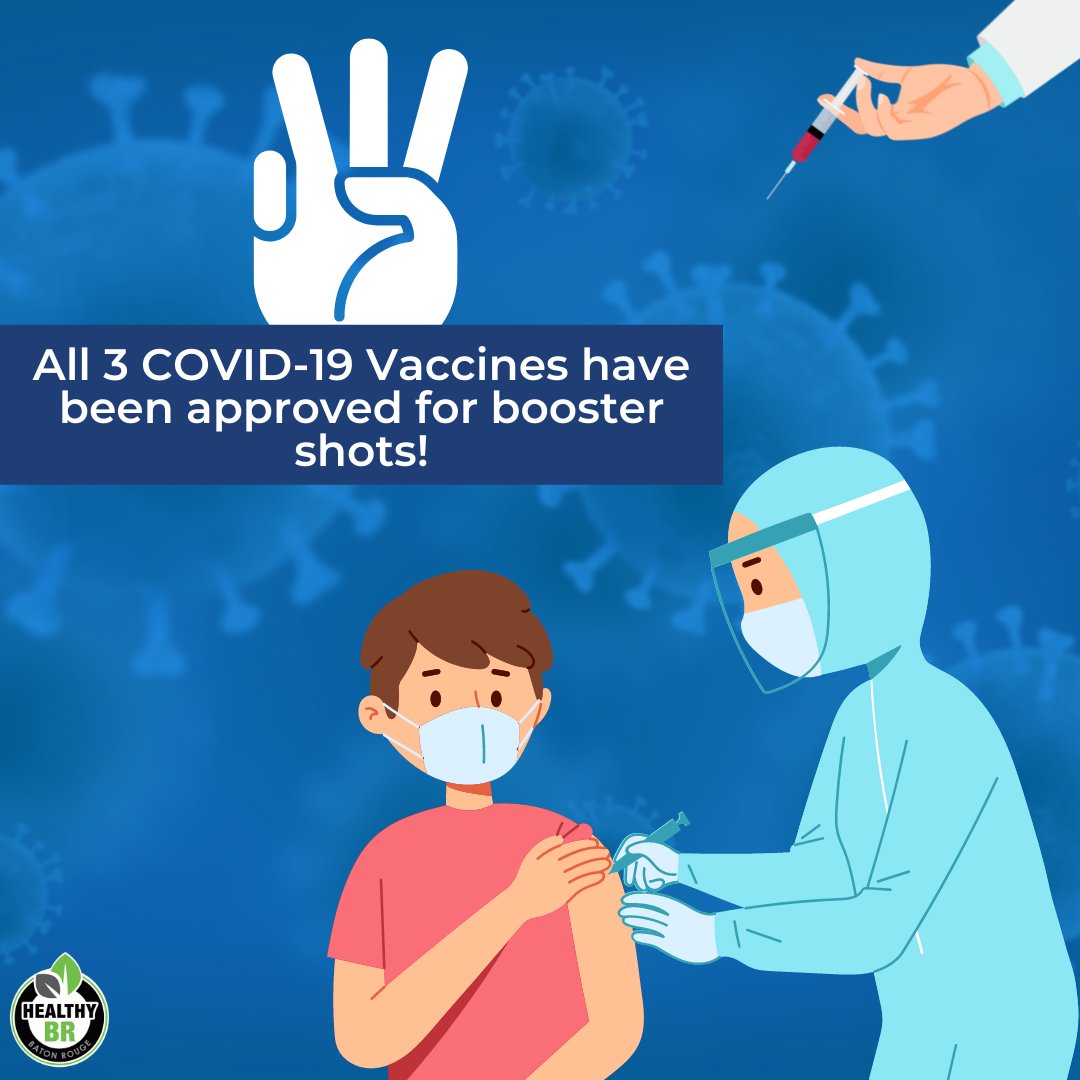 All 3 COVID-19 Vaccines have
been approved for booster
shots!
HEALTHY
BR
BATON ROUGE